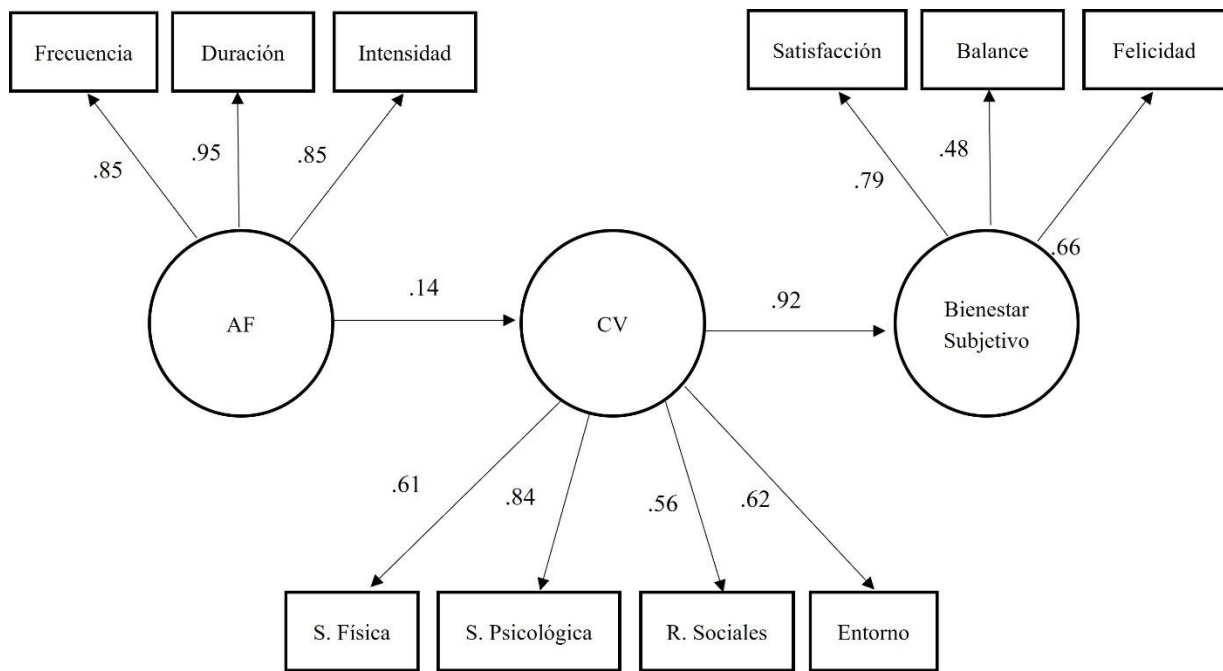 Frecuencia
Duración
Intensidad
Satisfacción
Balance
Felicidad
.85
.95
.85
.79
.48
.66
AF
.14
CV
.92
Bienestar
Subjetivo
.61
.84
.56
.62
S. Física
S. Psicológica
R. Sociales
Entorno